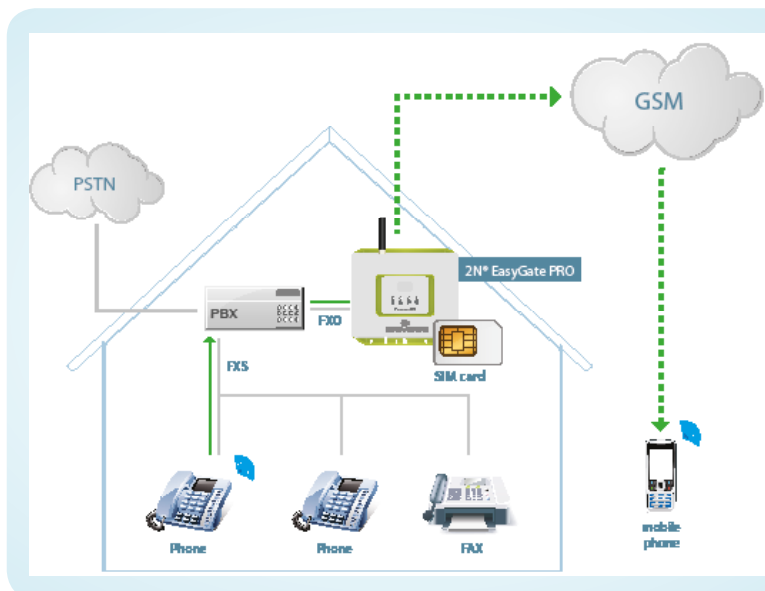 GSM
PSTN
2N® EasyGate PRO
PBX
FXO
SIM card
FXS
Phone
Phone
FAX
mobile
phone